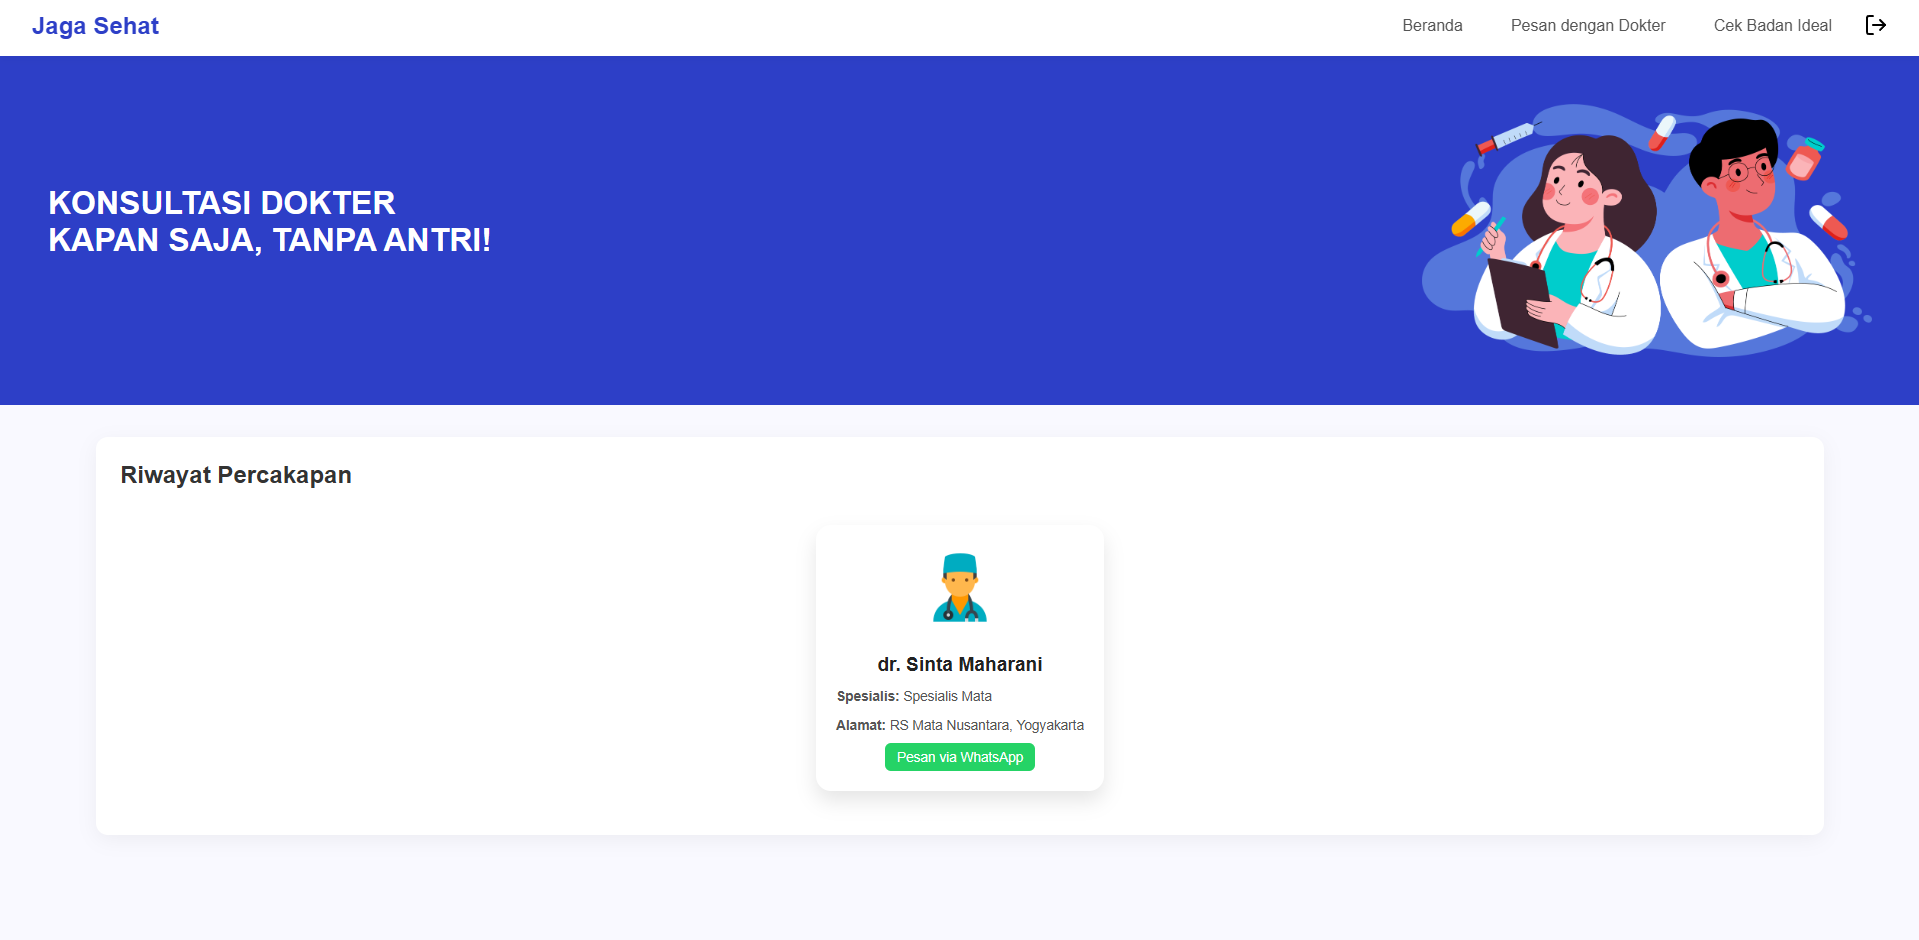 Jaga Sehat
Beranda
Pesan dengan Dokter
Cek Badan Ideal
KONSULTASI DOKTER
KAPAN SAJA, TANPA ANTRI!
Riwayat Percakapan
dr. Sinta Maharani
Spesialis: Spesialis Mata
Alamat: RS Mata Nusantara, Yogyakarta
Pesan via WhatsApp